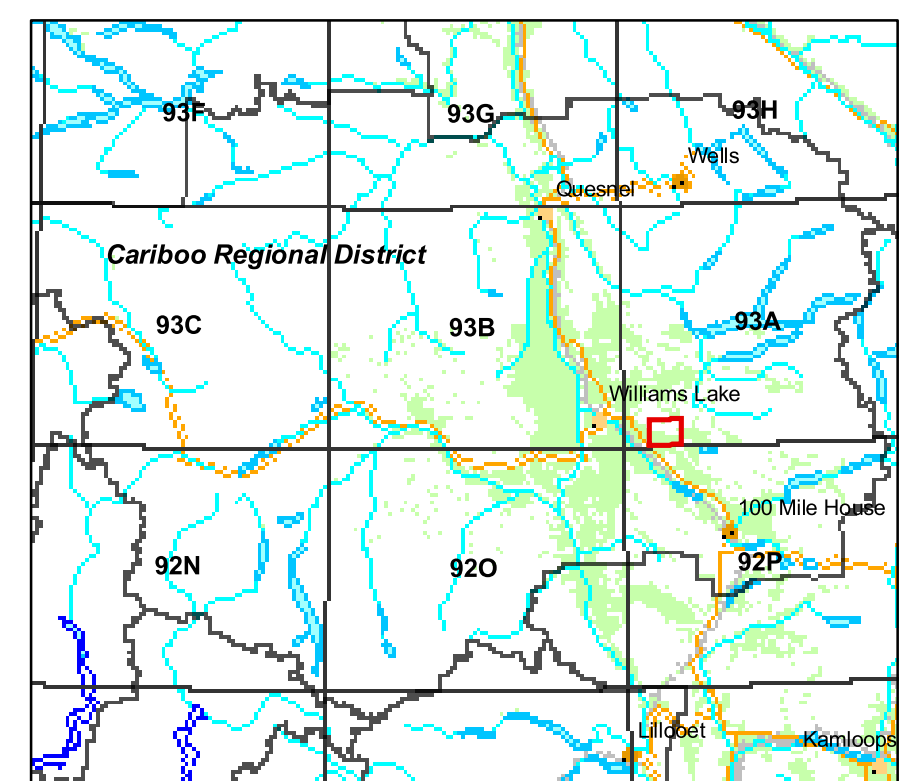 93F
93G
93H
Wells
Quesnel
Cariboo Regional District
93C
93B
93A
Williams Lake
100 Mile House
92N
92O
92P
Lillooet
Kamloops